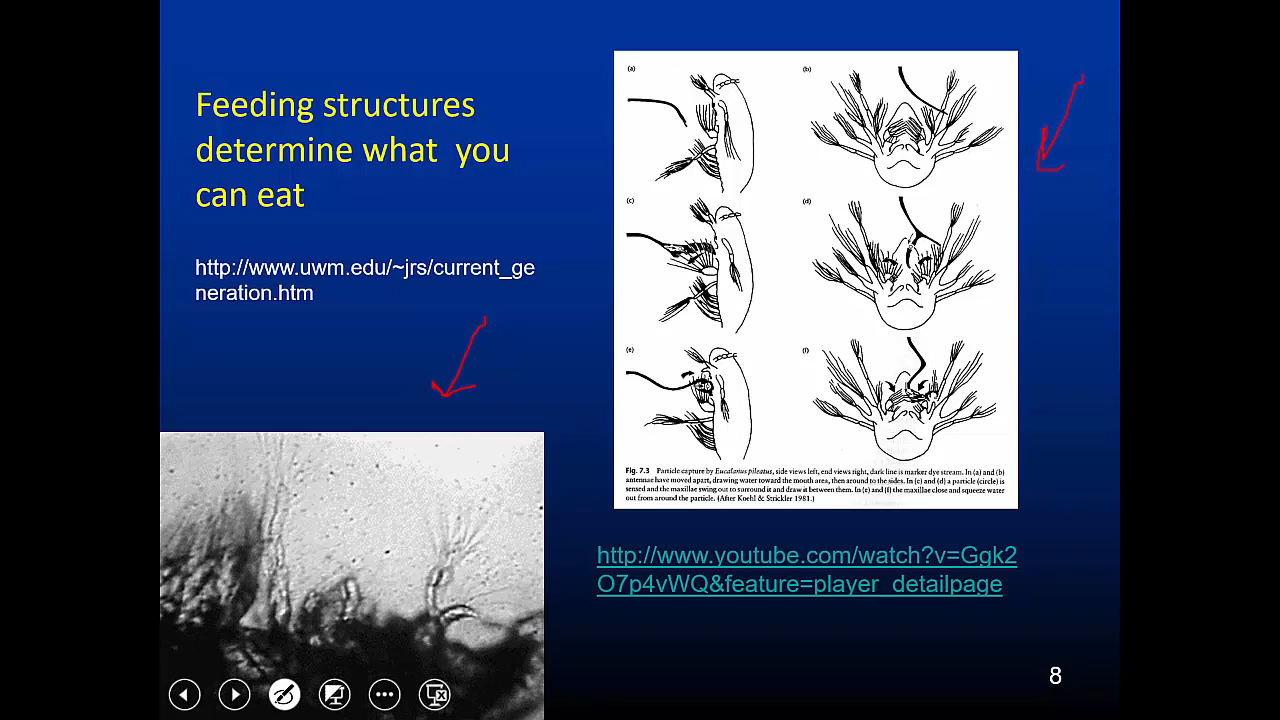 Feeding structures
determine what you
can eat
http://www.uwm.edu/~jrs/current_ge
neration.htm
(a)
(b)
(c)
(d)
(e)
(f)
Fig. 7.3 Particle capture by Eucalanus pileatus, side views left, end views right, dark line is marker dye stream. In (a) and (b)
antennae have moved apart, drawing water toward the mouth area, then around to the sides. In (c) and (d) a particle (circle) is
sensed and the maxillae swing out to surround it and draw it between them. In (e) and (f) the maxillae close and squeeze water
out from around the particle. (After Koehl & Strickler 1981.)
http://www.youtube.com/watch?v=Ggk2
O7p4vWQ&feature=player_detailpage
8